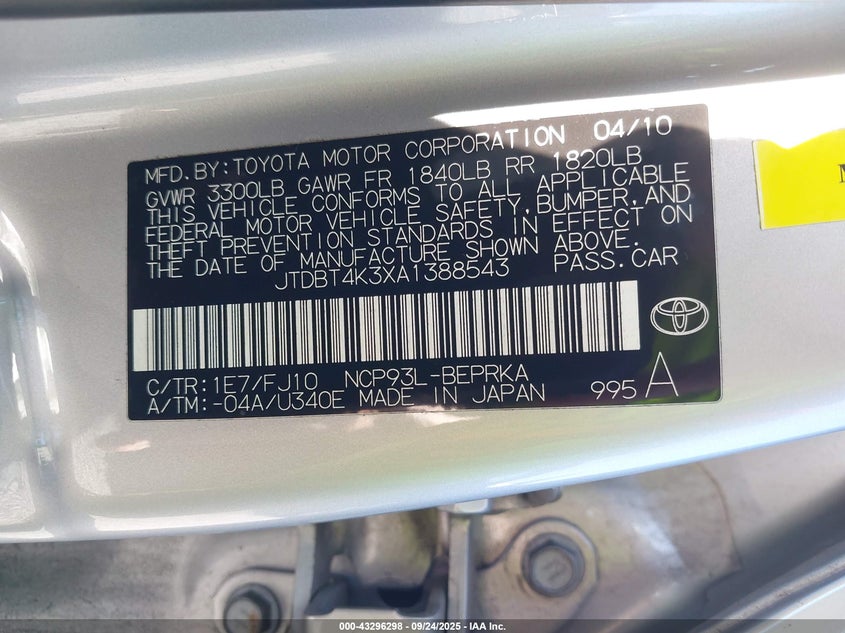 MFD.BY:TOYOTA MOTOR CORPORATION 04/10
GVWR 3300LB GAWR FR 1840LB RR 1820LB
THIS VEHICLE CONFORMS TO ALL APPLICABLE
FEDERAL MOTOR VEHICLE SAFETY,BUMPER,AND
THEFT PREVENTION STANDARDS IN EFFECT ON
THE DATE OF MANUFACTURE SHOWN ABOVE.
JTDBT4K3XA1388543 PASS.CAR
C/TR:1E7/FJ10 NCP93L-BEPRKA
A/TM:-04A/U340E MADE IN JAPAN 995A
000-43296298 - 09/24/2025 - IAA Inc.